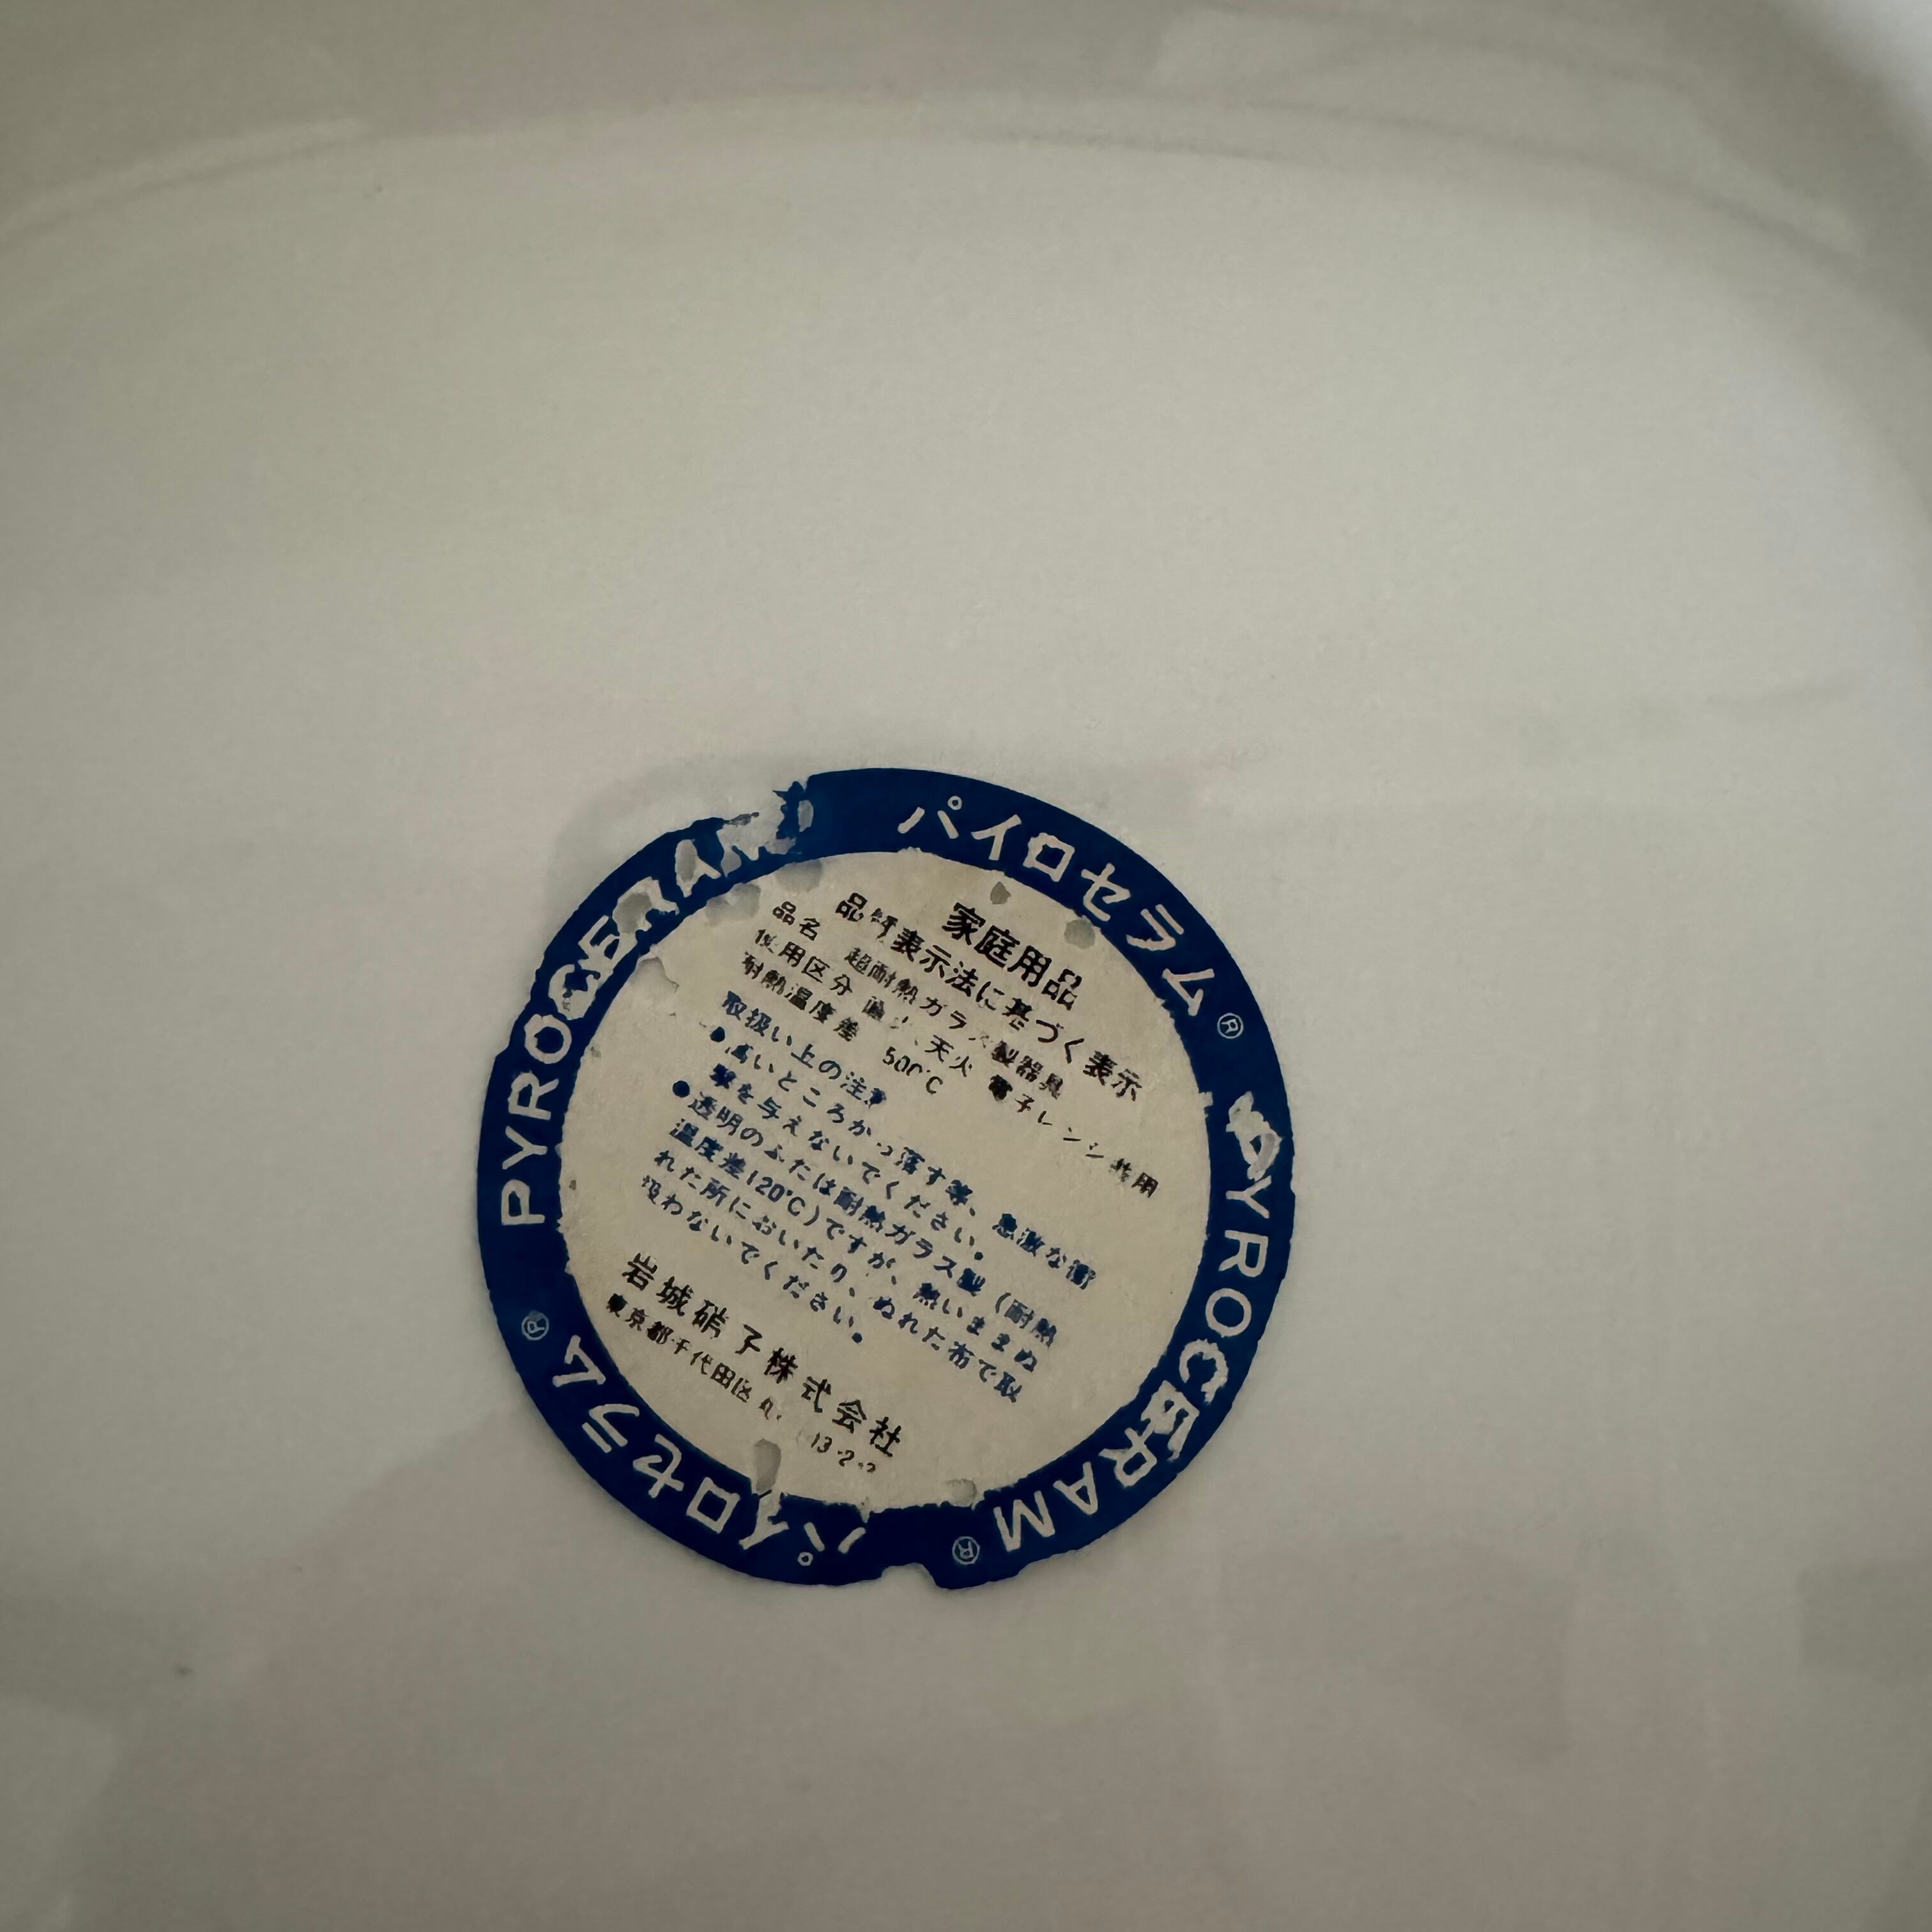 パイロセラム®
PYROCERAM®
パイロセラム®
PYROCERAM
家庭用品
品質表示法に基づく表示
品名 超耐熱ガラス製器具
使用区分 直火、天火 電子レンジ共用
耐熱温度差 500℃
取扱い上の注意
●高いところから落す等、急激な衝
撃を与えないでください。
●透明のふたは耐熱ガラス製（耐熱
温度差120℃）ですが、熱いままぬ
れた所においたり、ぬれた布で取
扱わないでください。
岩城硝子株式会社
東京都千代田区